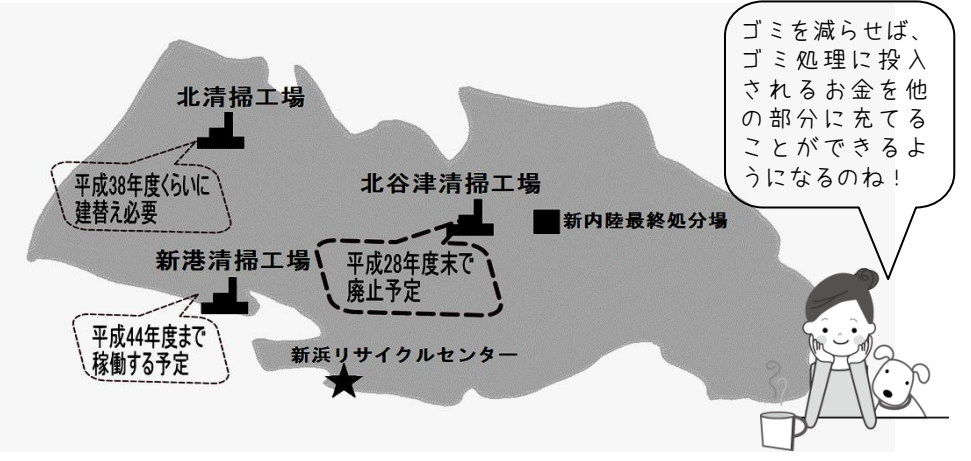 ゴミを減らせば、
ゴミ処理に投入
されるお金を他
の部分に充てる
ことができるよ
うになるのね！
北清掃工場
平成38年度くらいに
建替え必要
北谷津清掃工場
新内陸最終処分場
平成28年度末で
廃止予定
新港清掃工場
平成44年度まで
稼働する予定
新浜リサイクルセンター